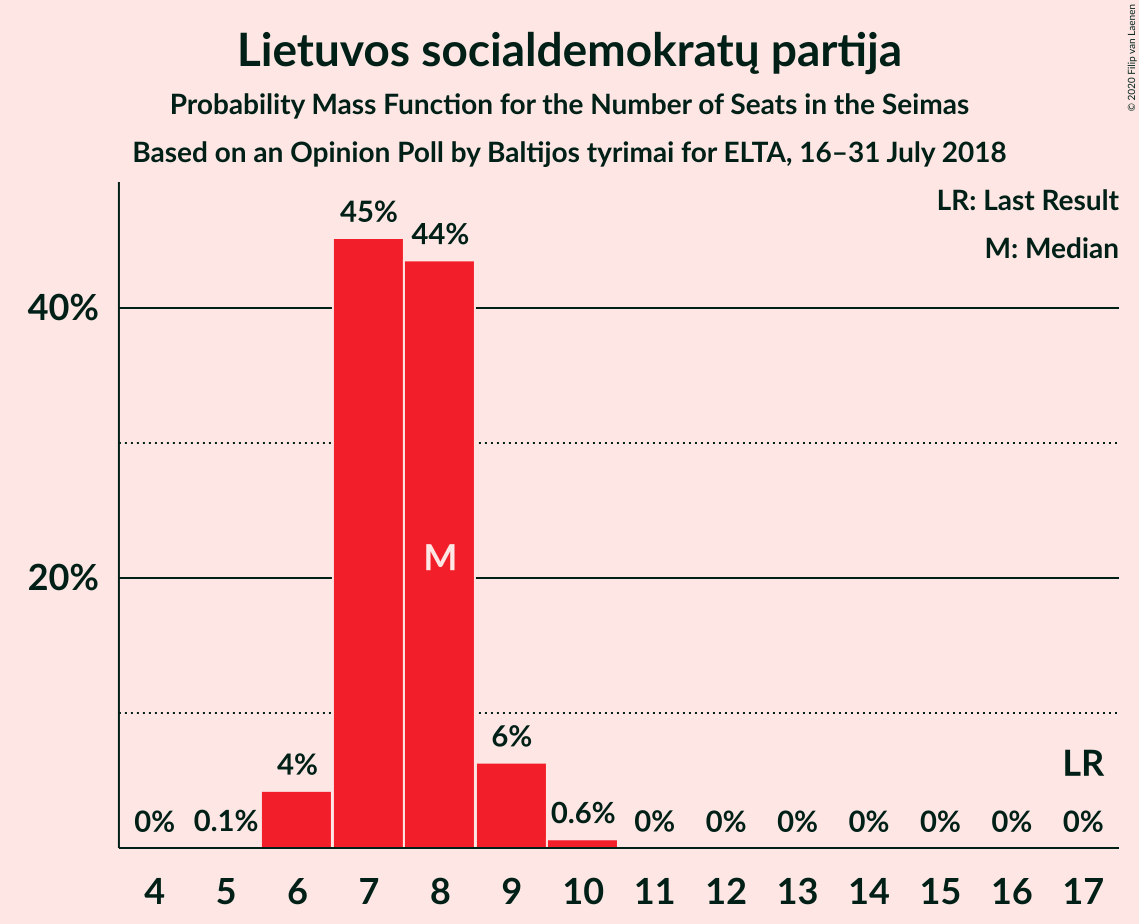 Lietuvos socialdemokratų partija
Probability Mass Function for the Number of Seats in the Seimas
Based on an Opinion Poll by Baltijos tyrimai for ELTA, 16–31 July 2018
© 2020 Filip van Laenen
LR: Last Result
M: Median
45%
44%
40%
M
20%
6%
4%
LR
0% 0.1% 0.6% 0% 0% 0% 0% 0% 0% 0%
4 5 6 7 8 9 10 11 12 13 14 15 16 17